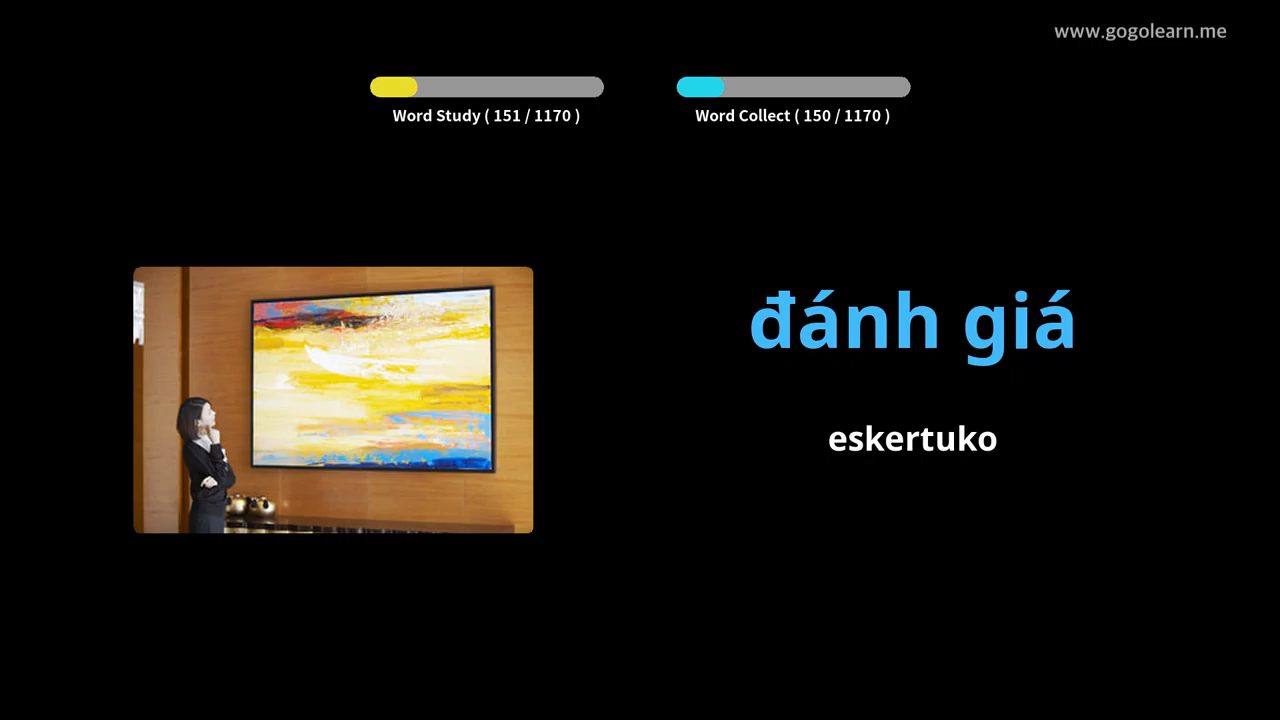 www.gogolearn.me
Word Study ( 151 / 1170 )
Word Collect ( 150 / 1170 )
đánh giá
eskertuko